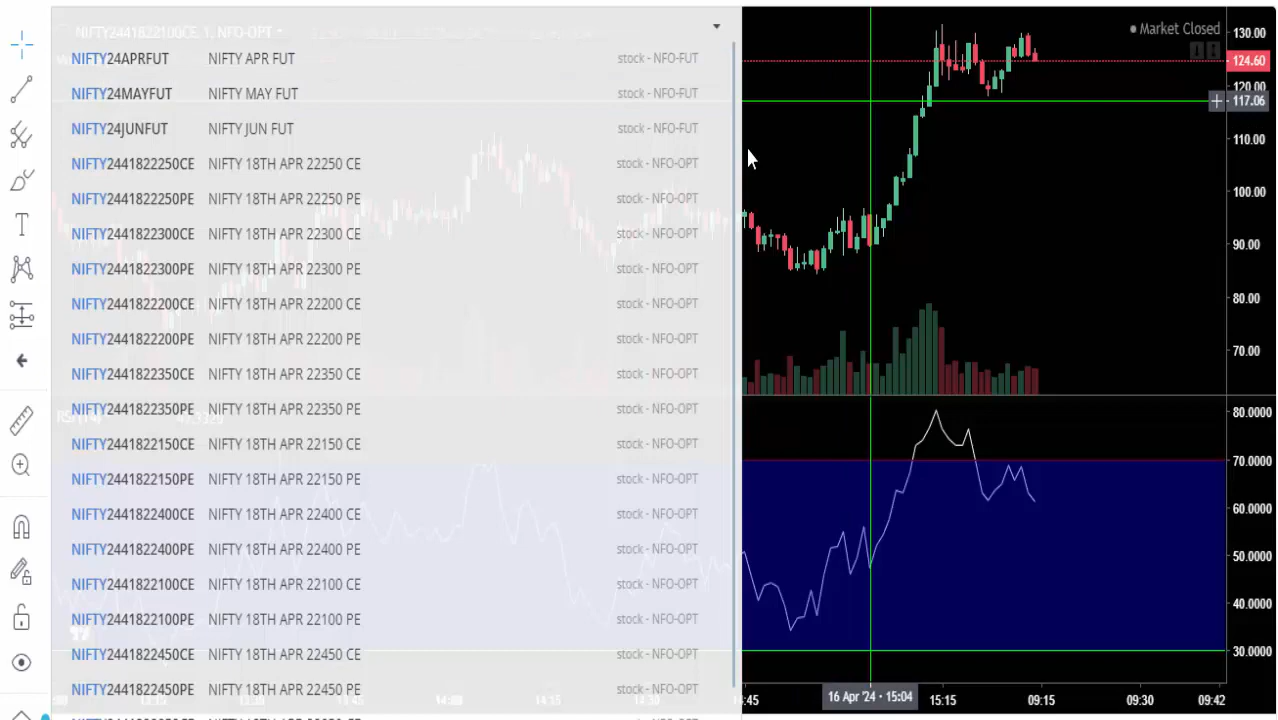 NIFTY2441822100CE, 1, NFO-OPT
NIFTY24APRFUT NIFTY APR FUT stock - NFO-FUT
NIFTY24MAYFUT NIFTY MAY FUT stock - NFO-FUT
NIFTY24JUNFUT NIFTY JUN FUT stock - NFO-FUT
NIFTY2441822250CE NIFTY 18TH APR 22250 CE stock - NFO-OPT
NIFTY2441822250PE NIFTY 18TH APR 22250 PE stock - NFO-OPT
NIFTY2441822300CE NIFTY 18TH APR 22300 CE stock - NFO-OPT
NIFTY2441822300PE NIFTY 18TH APR 22300 PE stock - NFO-OPT
NIFTY2441822200CE NIFTY 18TH APR 22200 CE stock - NFO-OPT
NIFTY2441822200PE NIFTY 18TH APR 22200 PE stock - NFO-OPT
NIFTY2441822350CE NIFTY 18TH APR 22350 CE stock - NFO-OPT
NIFTY2441822350PE NIFTY 18TH APR 22350 PE stock - NFO-OPT
NIFTY2441822150CE NIFTY 18TH APR 22150 CE stock - NFO-OPT
NIFTY2441822150PE NIFTY 18TH APR 22150 PE stock - NFO-OPT
NIFTY2441822400CE NIFTY 18TH APR 22400 CE stock - NFO-OPT
NIFTY2441822400PE NIFTY 18TH APR 22400 PE stock - NFO-OPT
NIFTY2441822100CE NIFTY 18TH APR 22100 CE stock - NFO-OPT
NIFTY2441822100PE NIFTY 18TH APR 22100 PE stock - NFO-OPT
NIFTY2441822450CE NIFTY 18TH APR 22450 CE stock - NFO-OPT
NIFTY2441822450PE NIFTY 18TH APR 22450 PE stock - NFO-OPT
Market Closed
130.00
124.60
120.00
117.06
110.00
100.00
90.00
80.00
70.00
80.0000
70.0000
60.0000
50.0000
40.0000
30.0000
14:00 14:15 14:30 :45 16 Apr '24 · 15:04 15:15 09:15 09:30 09:42